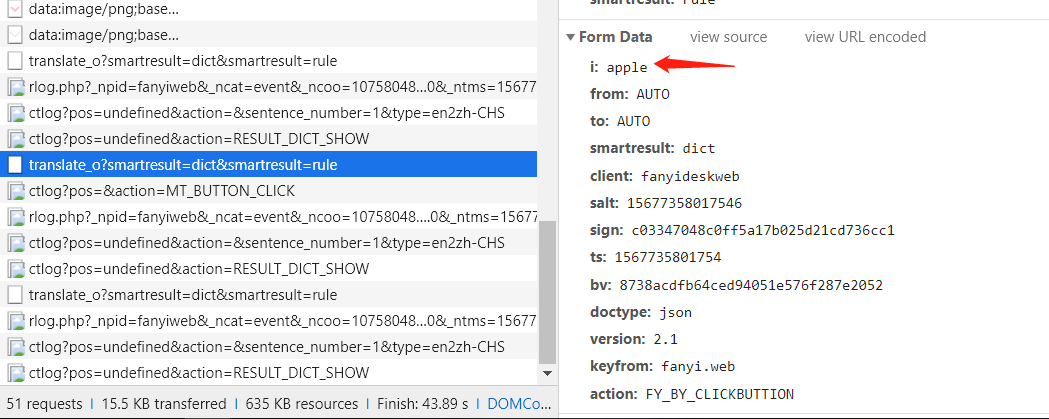 data:image/png;base...
data:image/png;base...
translate_o?smartresult=dict&smartresult=rule
rlog.php?_npid=fanyiweb&_ncat=event&_ncoo=10758048...0&_ntms=15677
ctlog?pos=undefined&action=&sentence_number=1&type=en2zh-CHS
ctlog?pos=undefined&action=RESULT_DICT_SHOW
translate_o?smartresult=dict&smartresult=rule
ctlog?pos=&action=MT_BUTTON_CLICK
rlog.php?_npid=fanyiweb&_ncat=event&_ncoo=10758048....0&_ntms=1567
ctlog?pos=undefined&action=&sentence_number=1&type=en2zh-CHS
ctlog?pos=undefined&action=RESULT_DICT_SHOW
translate_o?smartresult=dict&smartresult=rule
rlog.php?_npid=fanyiweb&_ncat=event&_ncoo=10758048...0&_ntms=15677
ctlog?pos=undefined&action=&sentence_number=1&type=en2zh-CHS
ctlog?pos=undefined&action=RESULT_DICT_SHOW
51 requests | 15.5 KB transferred | 635 KB resources | Finish: 43.89 s | DOMCo...
smartresult: rule
Form Data view source view URL encoded
i: apple
from: AUTO
to: AUTO
smartresult: dict
client: fanyideskweb
salt: 15677358017546
sign: c03347048c0ff5a17b025d21cd736cc1
ts: 1567735801754
bv: 8738acdfb64ced94051e576f287e2052
doctype: json
version: 2.1
keyfrom: fanyi.web
action: FY_BY_CLICKBUTTION